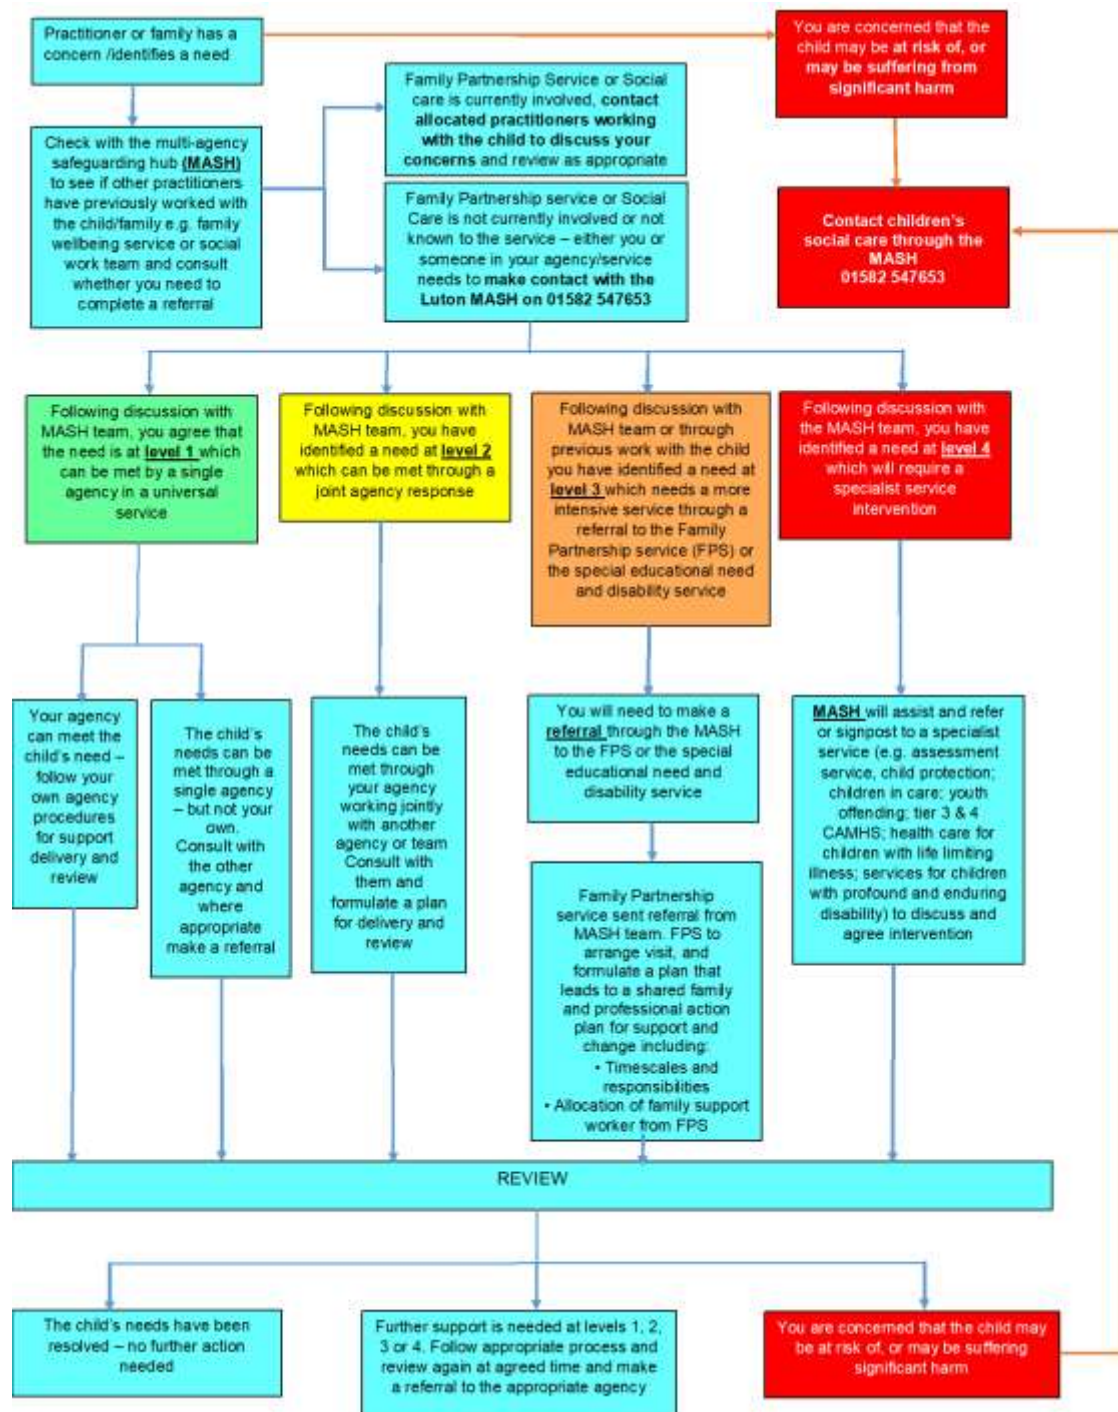 Practitioner or family has a
concern /identifies a need
You are concerned that the
child may be at risk of, or
may be suffering from
significant harm
Family Partnership Service or Social
care is currently involved, contact
allocated practitioners working
with the child to discuss your
concerns and review as appropriate
Check with the multi-agency
safeguarding hub (MASH)
to see if other practitioners
have previously worked with
the child/family e.g. family
wellbeing service or social
work team and consult
whether you need to
complete a referral
Family Partnership service or Social
Care is not currently involved or not
known to the service – either you or
someone in your agency/service
needs to make contact with the
Luton MASH on 01582 547653
Contact children's
social care through the
MASH
01582 547653
Following discussion with
MASH team, you agree that
the need is at level 1 which
can be met by a single
agency in a universal
service
Following discussion with
MASH team, you have
identified a need at level 2
which can be met through a
joint agency response
Following discussion with
MASH team or through
previous work with the child
you have identified a need at
level 3 which needs a more
intensive service through a
referral to the Family
Partnership service (FPS) or
the special educational need
and disability service
Following discussion with
the MASH team, you have
identified a need at level 4
which will require a
specialist service
intervention
Your agency
can meet the
child's need –
follow your
own agency
procedures
for support
delivery and
review
The child's
needs can be
met through a
single agency
– but not your
own.
Consult with
the other
agency and
where
appropriate
make a referral
The child's
needs can be
met through
your agency
working jointly
with another
agency or team
Consult with
them and
formulate a plan
for delivery and
review
You will need to make a
referral through the MASH
to the FPS or the special
educational need and
disability service
Family Partnership
service sent referral from
MASH team. FPS to
arrange visit, and
formulate a plan that
leads to a shared family
and professional action
plan for support and
change including:
• Timescales and
responsibilities
• Allocation of family support
worker from FPS
MASH will assist and refer
or signpost to a specialist
service (e.g. assessment
service, child protection;
children in care; youth
offending; tier 3 & 4
CAMHS; health care for
children with life limiting
illness; services for children
with profound and enduring
disability) to discuss and
agree intervention
REVIEW
The child's needs have been
resolved – no further action
needed
Further support is needed at levels 1, 2,
3 or 4. Follow appropriate process and
review again at agreed time and make
a referral to the appropriate agency
You are concerned that the child may
be at risk of, or may be suffering
significant harm